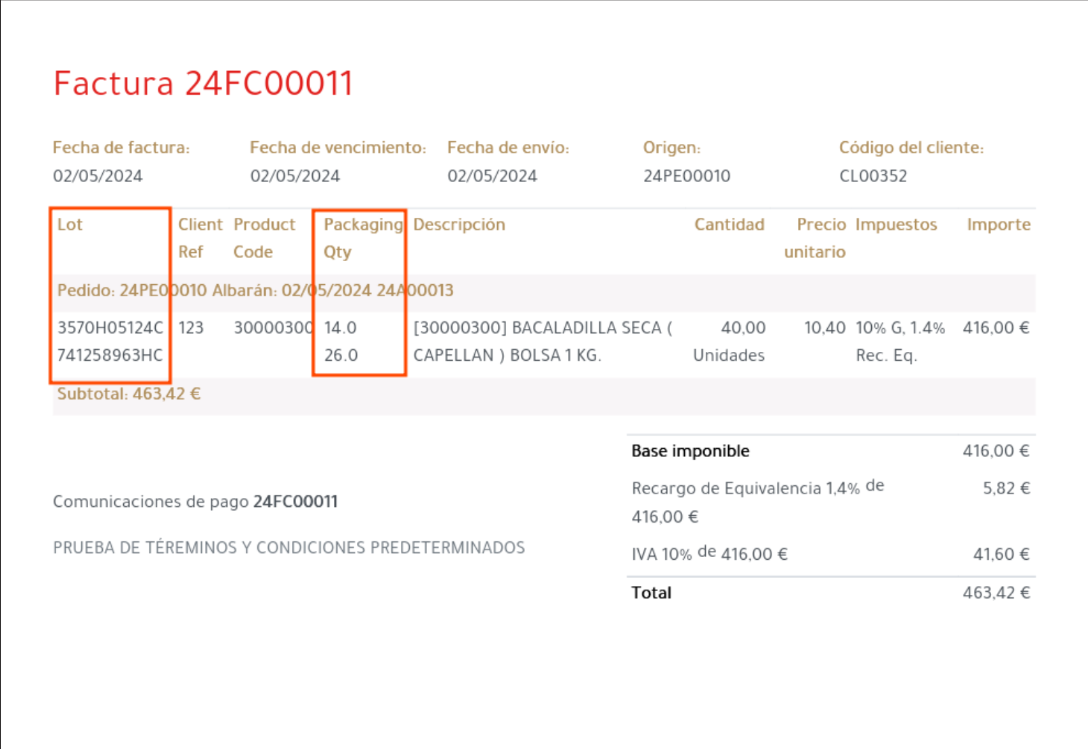 Factura 24FC00011
Fecha de factura: Fecha de vencimiento: Fecha de envío: Origen: Código del cliente:
02/05/2024 02/05/2024 02/05/2024 24PE00010 CL00352
Lot Client Product Packaging Descripción Cantidad Precio Impuestos Importe
Ref Code Qty unitario
Pedido: 24PE00010 Albarán: 02/05/2024 24A00013
3570H05124C 123 30000300 14.0 [30000300] BACALADILLA SECA ( 40,00 10,40 10% G, 1.4% 416,00 €
741258963HC 26.0 CAPELLAN ) BOLSA 1 KG. Unidades Rec. Eq.
Subtotal: 463,42 €
Base imponible 416,00 €
Recargo de Equivalencia 1,4% de 5,82 €
416,00 €
Comunicaciones de pago 24FC00011
PRUEBA DE TÉREMINOS Y CONDICIONES PREDETERMINADOS
IVA 10% de 416,00 € 41,60 €
Total 463,42 €